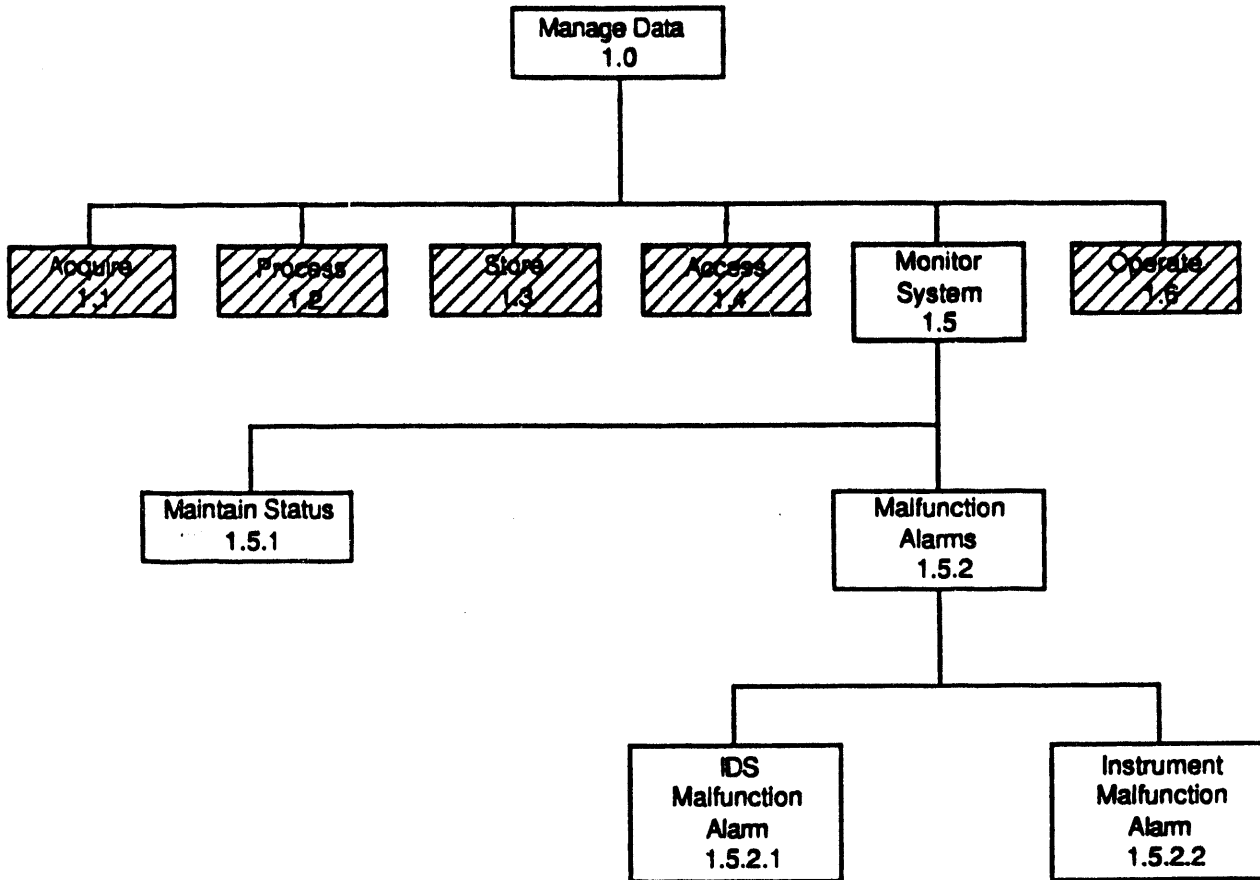 Manage Data
1.0
Acquire
1.1
Process
1.2
Store
1.3
Access
1.4
Monitor
System
1.5
Operate
1.6
Maintain Status
1.5.1
Malfunction
Alarms
1.5.2
IDS
Malfunction
Alarm
1.5.2.1
Instrument
Malfunction
Alarm
1.5.2.2